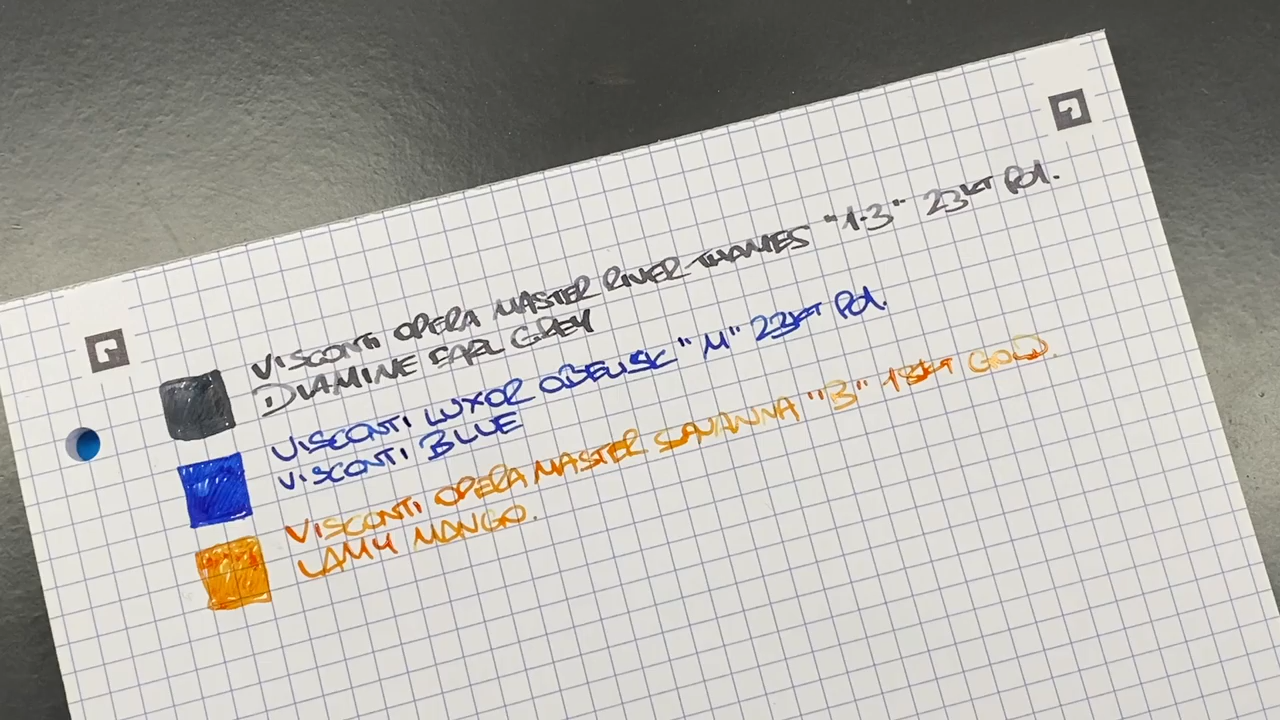 VISCONTI OPERA MASTER RIVER THAMES "1.3" 23KT Pd.
DIAMINE EARL GREY
VISCONTI LUXOR OBELISK "M" 23KT Pd.
VISCONTI BLUE
VISCONTI OPERA MASTER SAVANNA "B" 18KT GOLD.
LAMY MANGO.